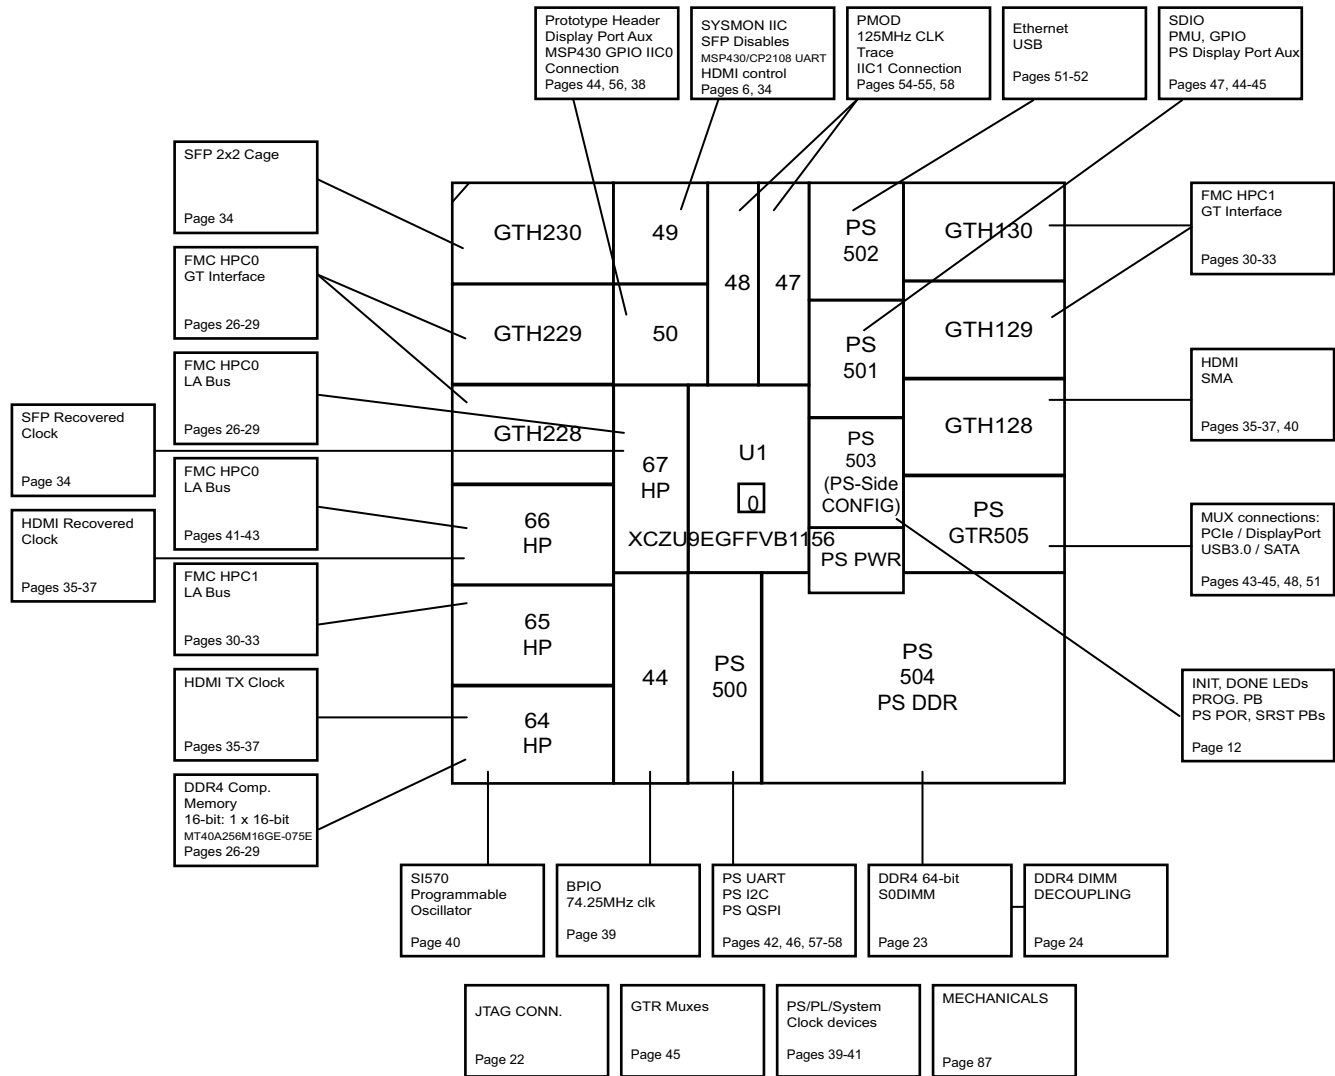 Prototype Header
Display Port Aux
MSP430 GPIO IIC0
Connection
Pages 44, 56, 38
SYSMON IIC
SFP Disables
MSP430/CP2108 UART
HDMI control
Pages 6, 34
PMOD
125MHz CLK
Trace
IIC1 Connection
Pages 54-55, 58
Ethernet
USB
Pages 51-52
SDIO
PMU, GPIO
PS Display Port Aux
Pages 47, 44-45
SFP 2x2 Cage
Page 34
FMC HPC0
GT Interface
Pages 26-29
FMC HPC0
LA Bus
Pages 26-29
SFP Recovered
Clock
Page 34
FMC HPC0
LA Bus
Pages 41-43
HDMI Recovered
Clock
Pages 35-37
FMC HPC1
LA Bus
Pages 30-33
HDMI TX Clock
Pages 35-37
DDR4 Comp.
Memory
16-bit: 1 x 16-bit
MT40A256M16GE-075E
Pages 26-29
GTH230
49
48
47
PS
502
GTH130
GTH229
50
PS
501
GTH129
GTH228
67
HP
U1
0
XCZU9EGFFVB1156
PS
503
(PS-Side
CONFIG)
GTH128
66
HP
PS PWR
PS
GTR505
65
HP
44
PS
500
PS
504
PS DDR
64
HP
FMC HPC1
GT Interface
Pages 30-33
HDMI
SMA
Pages 35-37, 40
MUX connections:
PCIe / DisplayPort
USB3.0 / SATA
Pages 43-45, 48, 51
INIT, DONE LEDs
PROG. PB
PS POR, SRST PBs
Page 12
SI570
Programmable
Oscillator
Page 40
BPIO
74.25MHz clk
Page 39
PS UART
PS I2C
PS QSPI
Pages 42, 46, 57-58
DDR4 64-bit
S0DIMM
Page 23
DDR4 DIMM
DECOUPLING
Page 24
JTAG CONN.
Page 22
GTR Muxes
Page 45
PS/PL/System
Clock devices
Pages 39-41
MECHANICALS
Page 87